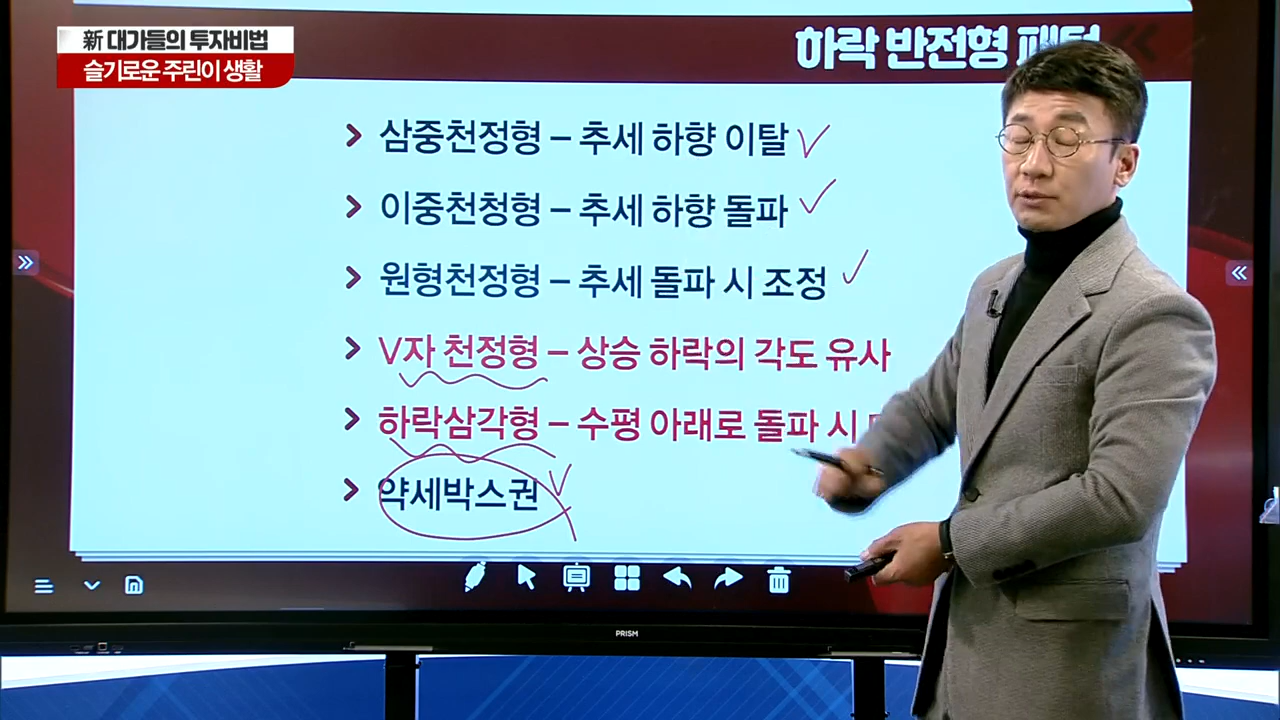 新 대가들의 투자비법
슬기로운 주린이 생활
하락 반전형 패턴
삼중천정형 – 추세 하향 이탈
이중천청형 – 추세 하향 돌파
원형천정형 – 추세 돌파 시 조정
V자 천정형 – 상승 하락의 각도 유사
하락삼각형 – 수평 아래로 돌파 시
약세박스권
PRISM